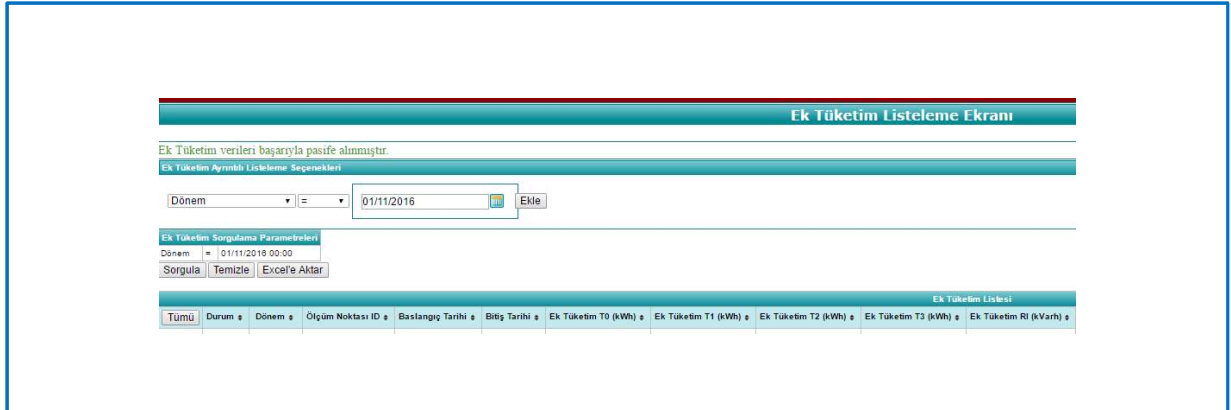 Ek Tüketim Listeleme Ekranı
Ek Tüketim verileri başarıyla pasife alınmıştır.
Ek Tüketim Ayrıntılı Listeleme Seçenekleri
Dönem = 01/11/2016 Ekle
Ek Tüketim Sorgulama Parametreleri
Dönem = 01/11/2016 00:00
Sorgula Temizle Excel'e Aktar
Ek Tüketim Listesi
Tümü Durum Dönem Ölçüm Noktası ID Baslangıç Tarihi Bitiş Tarihi Ek Tüketim T0 (kWh) Ek Tüketim T1 (kWh) Ek Tüketim T2 (kWh) Ek Tüketim T3 (kWh) Ek Tüketim RI (kVarh)